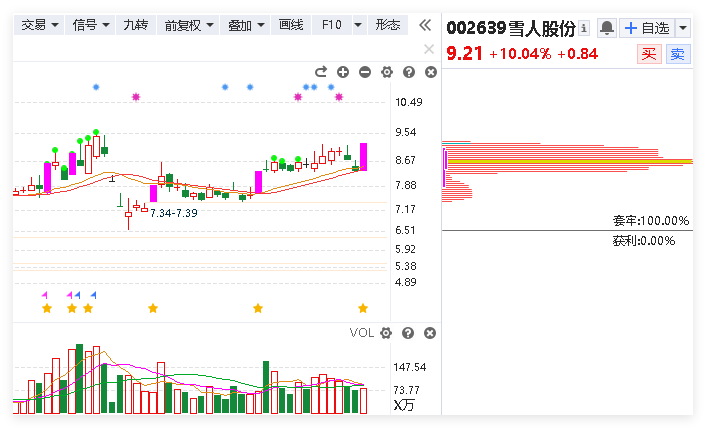 交易 信号 九转 前复权 叠加 画线 F10 形态 «
002639雪人股份 自选
9.21 +10.04% +0.84 买 卖
10.49
9.54
8.67
7.88
7.17
6.51
5.92
5.38
4.89
7.34-7.39
套牢:100.00%
获利:0.00%
VOL
147.54
73.77
X万